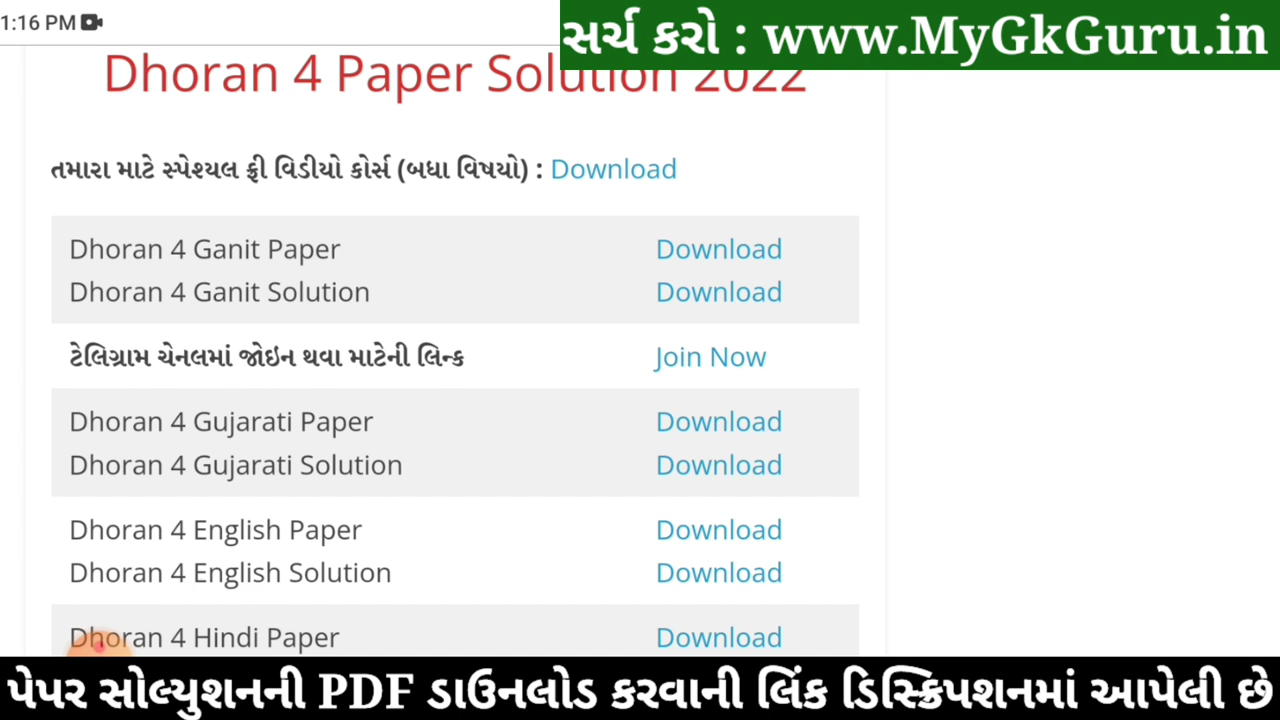 1:16 PM
સર્ચ કરો : www.MyGkGuru.in
Dhoran 4 Paper Solution 2022
તમારા માટે સ્પેશ્યલ ફ્રી વિડીયો કોર્સ (બધા વિષયો) : Download
Dhoran 4 Ganit Paper Download
Dhoran 4 Ganit Solution Download
ટેલિગ્રામ ચેનલમાં જોઇન થવા માટેની લિન્ક Join Now
Dhoran 4 Gujarati Paper Download
Dhoran 4 Gujarati Solution Download
Dhoran 4 English Paper Download
Dhoran 4 English Solution Download
Dhoran 4 Hindi Paper Download
પેપર સોલ્યુશનની PDF ડાઉનલોડ કરવાની લિંક ડિસ્ક્રિપશનમાં આપેલી છે